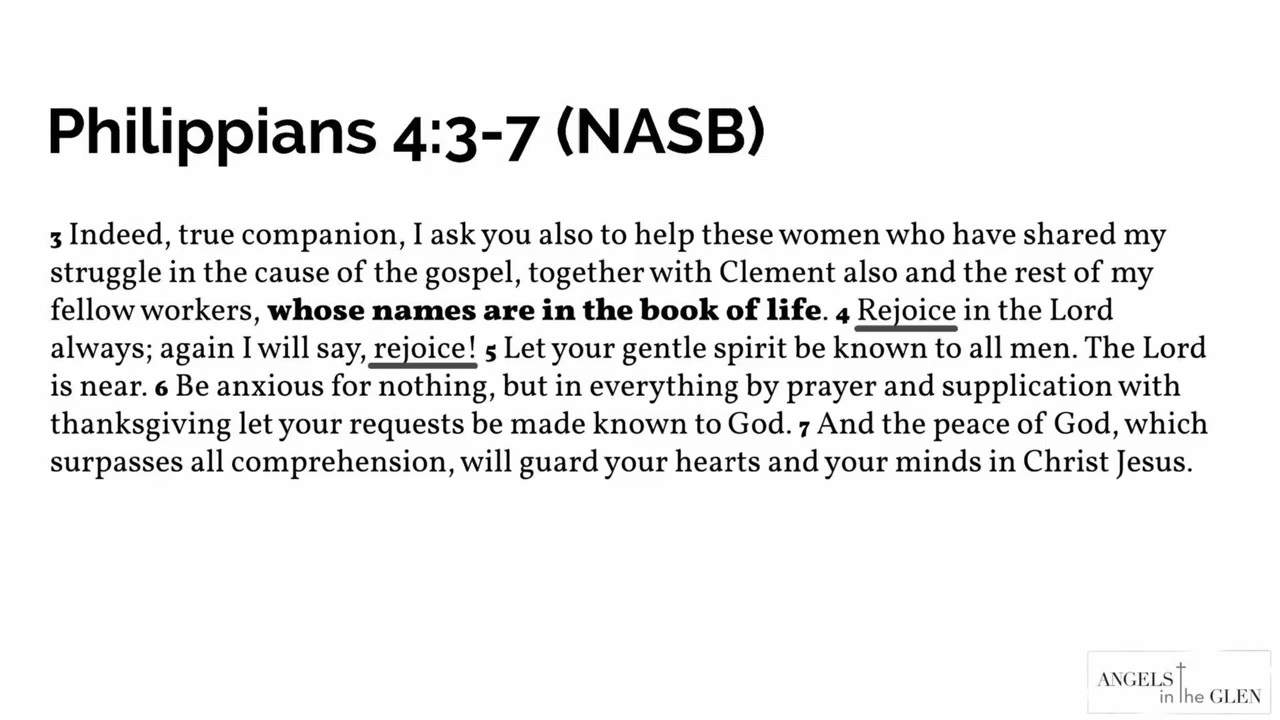 Philippians 4:3-7 (NASB)
3 Indeed, true companion, I ask you also to help these women who have shared my
struggle in the cause of the gospel, together with Clement also and the rest of my
fellow workers, whose names are in the book of life. 4 Rejoice in the Lord
always; again I will say, rejoice! 5 Let your gentle spirit be known to all men. The Lord
is near. 6 Be anxious for nothing, but in everything by prayer and supplication with
thanksgiving let your requests be made known to God. 7 And the peace of God, which
surpasses all comprehension, will guard your hearts and your minds in Christ Jesus.
ANGELS
in the GLEN